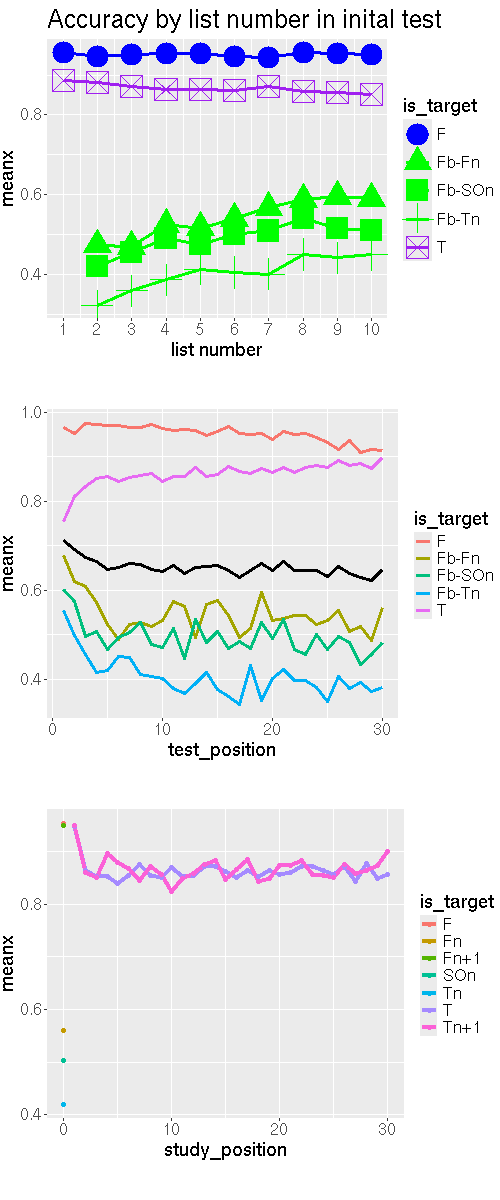 Accuracy by list number in inital test
meanx
0.8
0.6
0.4
1 2 3 4 5 6 7 8 9 10
list number
is_target
F
Fb-Fn
Fb-SOn
Fb-Tn
T
meanx
1.0
0.8
0.6
0.4
0 10 20 30
test_position
is_target
F
Fb-Fn
Fb-SOn
Fb-Tn
T
meanx
0.8
0.6
0.4
0 10 20 30
study_position
is_target
F
Fn
Fn+1
SOn
Tn
T
Tn+1